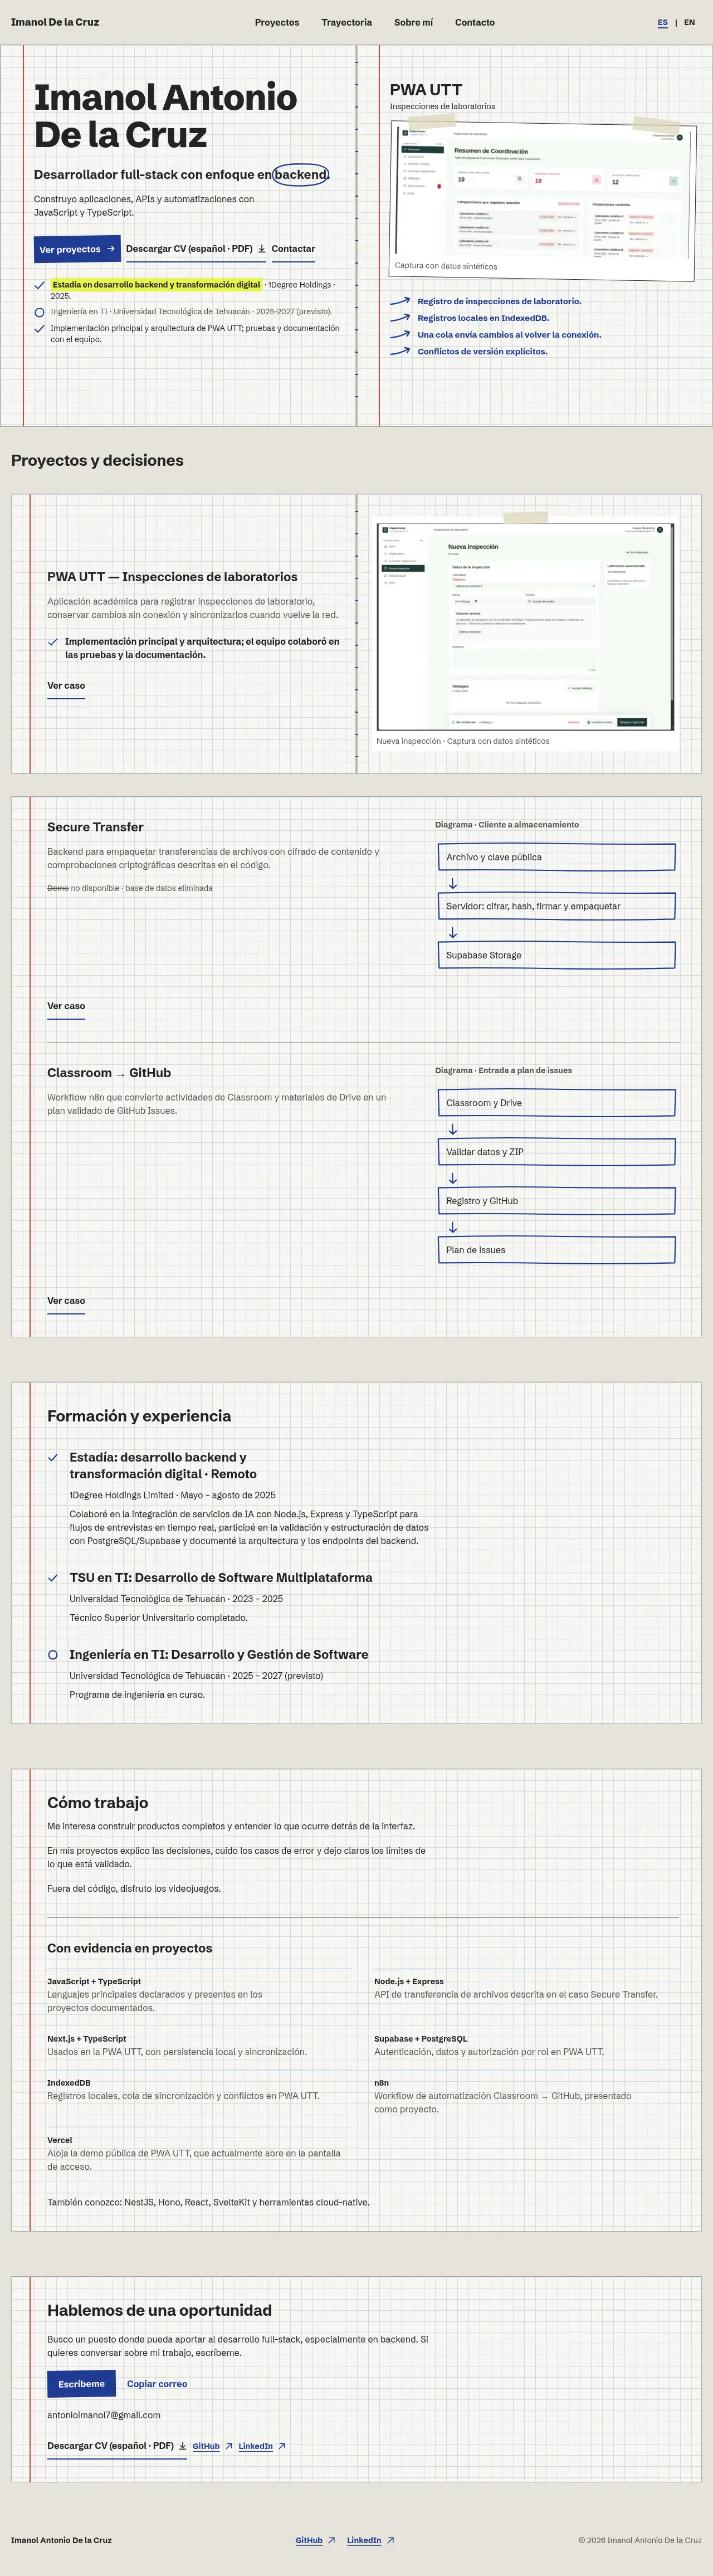 Imanol De la Cruz
Proyectos
Trayectoria
Sobre mí
Contacto
ES | EN
Imanol Antonio
De la Cruz
Desarrollador full-stack con enfoque en backend.
Construyo aplicaciones, APIs y automatizaciones con
JavaScript y TypeScript.
Ver proyectos →
Descargar CV (español · PDF)
Contactar
Estadía en desarrollo backend y transformación digital · 1Degree Holdings ·
2025.
Ingeniería en TI · Universidad Tecnológica de Tehuacán · 2025-2027 (previsto).
Implementación principal y arquitectura de PWA UTT; pruebas y documentación
con el equipo.
PWA UTT
Inspecciones de laboratorios
Resumen de Coordinación
19
19
12
Captura con datos sintéticos
Registro de inspecciones de laboratorio.
Registros locales en IndexedDB.
Una cola envía cambios al volver la conexión.
Conflictos de versión explícitos.
Proyectos y decisiones
PWA UTT — Inspecciones de laboratorios
Aplicación académica para registrar inspecciones de laboratorio,
conservar cambios sin conexión y sincronizarlos cuando vuelve la red.
Implementación principal y arquitectura; el equipo colaboró en
las pruebas y la documentación.
Ver caso
Nueva inspección
Datos de la inspección
Nueva inspección · Captura con datos sintéticos
Secure Transfer
Backend para empaquetar transferencias de archivos con cifrado de contenido y
comprobaciones criptográficas descritas en el código.
Demo no disponible · base de datos eliminada
Ver caso
Diagrama · Cliente a almacenamiento
Archivo y clave pública
Servidor: cifrar, hash, firmar y empaquetar
Supabase Storage
Classroom → GitHub
Workflow n8n que convierte actividades de Classroom y materiales de Drive en un
plan validado de GitHub Issues.
Ver caso
Diagrama · Entrada a plan de issues
Classroom y Drive
Validar datos y ZIP
Registro y GitHub
Plan de issues
Formación y experiencia
Estadía: desarrollo backend y
transformación digital · Remoto
1Degree Holdings Limited · Mayo – agosto de 2025
Colaboré en la integración de servicios de IA con Node.js, Express y TypeScript para
flujos de entrevistas en tiempo real, participé en la validación y estructuración de datos
con PostgreSQL/Supabase y documenté la arquitectura y los endpoints del backend.
TSU en TI: Desarrollo de Software Multiplataforma
Universidad Tecnológica de Tehuacán · 2023 – 2025
Técnico Superior Universitario completado.
Ingeniería en TI: Desarrollo y Gestión de Software
Universidad Tecnológica de Tehuacán · 2025 – 2027 (previsto)
Programa de ingeniería en curso.
Cómo trabajo
Me interesa construir productos completos y entender lo que ocurre detrás de la interfaz.
En mis proyectos explico las decisiones, cuido los casos de error y dejo claros los límites de
lo que está validado.
Fuera del código, disfruto los videojuegos.
Con evidencia en proyectos
JavaScript + TypeScript
Lenguajes principales declarados y presentes en los
proyectos documentados.
Node.js + Express
API de transferencia de archivos descrita en el caso Secure Transfer.
Next.js + TypeScript
Usados en la PWA UTT, con persistencia local y sincronización.
Supabase + PostgreSQL
Autenticación, datos y autorización por rol en PWA UTT.
IndexedDB
Registros locales, cola de sincronización y conflictos en PWA UTT.
n8n
Workflow de automatización Classroom → GitHub, presentado
como proyecto.
Vercel
Aloja la demo pública de PWA UTT, que actualmente abre en la pantalla
de acceso.
También conozco: NestJS, Hono, React, SvelteKit y herramientas cloud-native.
Hablemos de una oportunidad
Busco un puesto donde pueda aportar al desarrollo full-stack, especialmente en backend. Si
quieres conversar sobre mi trabajo, escríbeme.
Escríbeme
Copiar correo
antonioimanol7@gmail.com
Descargar CV (español · PDF)
GitHub
LinkedIn
Imanol Antonio De la Cruz
GitHub
LinkedIn
© 2026 Imanol Antonio De la Cruz